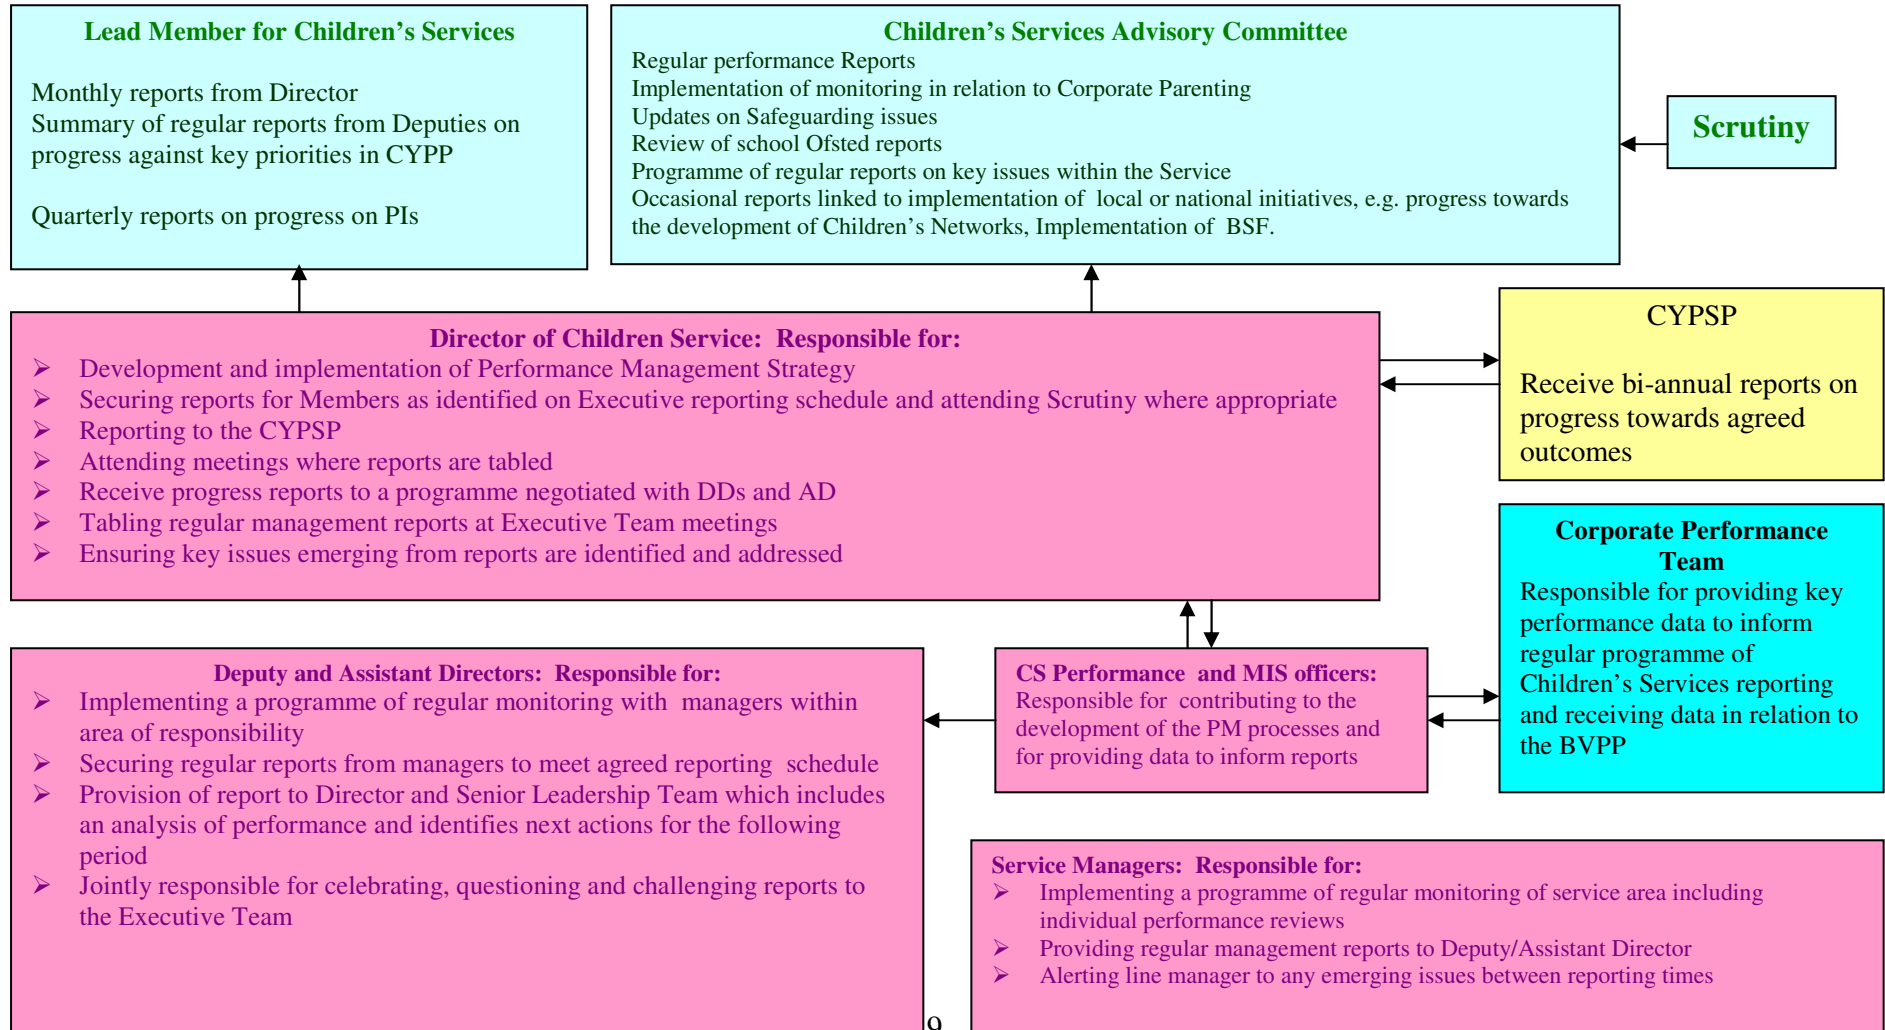 Lead Member for Children's Services
Monthly reports from Director
Summary of regular reports from Deputies on
progress against key priorities in CYPP
Quarterly reports on progress on PIs
Children's Services Advisory Committee
Regular performance Reports
Implementation of monitoring in relation to Corporate Parenting
Updates on Safeguarding issues
Review of school Ofsted reports
Programme of regular reports on key issues within the Service
Occasional reports linked to implementation of local or national initiatives, e.g. progress towards
the development of Children's Networks, Implementation of BSF.
Scrutiny
Director of Children Service: Responsible for:
➢ Development and implementation of Performance Management Strategy
➢ Securing reports for Members as identified on Executive reporting schedule and attending Scrutiny where appropriate
➢ Reporting to the CYPSP
➢ Attending meetings where reports are tabled
➢ Receive progress reports to a programme negotiated with DDs and AD
➢ Tabling regular management reports at Executive Team meetings
➢ Ensuring key issues emerging from reports are identified and addressed
CYPSP
Receive bi-annual reports on
progress towards agreed
outcomes
Corporate Performance
Team
Responsible for providing key
performance data to inform
regular programme of
Children's Services reporting
and receiving data in relation to
the BVPP
Deputy and Assistant Directors: Responsible for:
➢ Implementing a programme of regular monitoring with managers within
area of responsibility
➢ Securing regular reports from managers to meet agreed reporting schedule
➢ Provision of report to Director and Senior Leadership Team which includes
an analysis of performance and identifies next actions for the following
period
➢ Jointly responsible for celebrating, questioning and challenging reports to
the Executive Team
CS Performance and MIS officers:
Responsible for contributing to the
development of the PM processes and
for providing data to inform reports
Service Managers: Responsible for:
➢ Implementing a programme of regular monitoring of service area including
individual performance reviews
➢ Providing regular management reports to Deputy/Assistant Director
➢ Alerting line manager to any emerging issues between reporting times
9